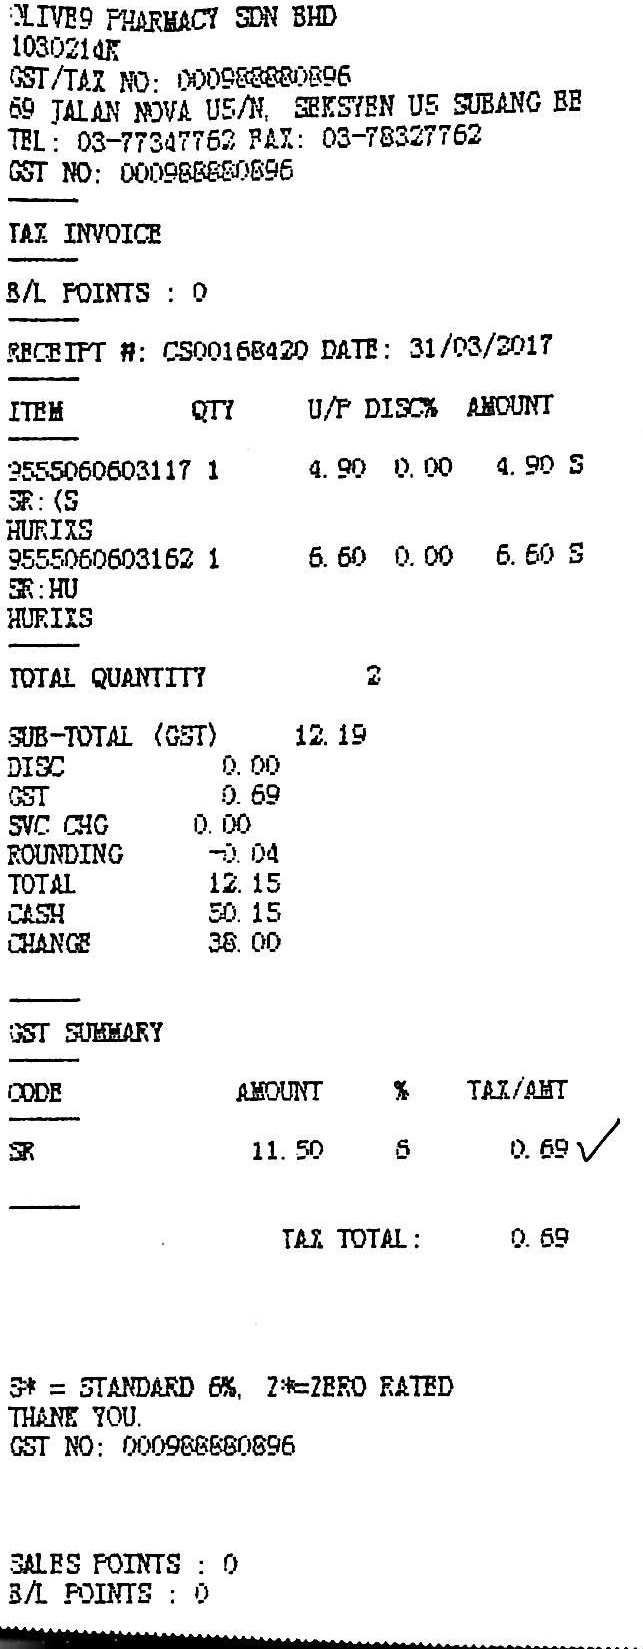 OLIVE9 PHARMACY SDN BHD
1030214K
GST/TAX NO: 000988880896
69 JALAN NOVA U5/N, SEKSYEN U5 SUBANG BE
TEL: 03-77347762 FAX: 03-78327762
GST NO: 000988880896
TAX INVOICE
B/L POINTS : 0
RECEIPT #: CS00168420 DATE: 31/03/2017
ITEM QTY U/P DISC% AMOUNT
9555060603117 1 4.90 0.00 4.90 S
SR:(S
HURIXS
9555060603162 1 6.60 0.00 6.60 S
SR:HU
HURIXS
TOTAL QUANTITY 2
SUB-TOTAL (GST) 12.19
DISC 0.00
GST 0.69
SVC CHG 0.00
ROUNDING -0.04
TOTAL 12.15
CASH 50.15
CHANGE 38.00
GST SUMMARY
CODE AMOUNT % TAX/AMT
SR 11.50 6 0.69
TAX TOTAL: 0.69
S* = STANDARD 6%, Z*=ZERO RATED
THANK YOU.
GST NO: 000988880896
SALES POINTS : 0
B/L POINTS : 0